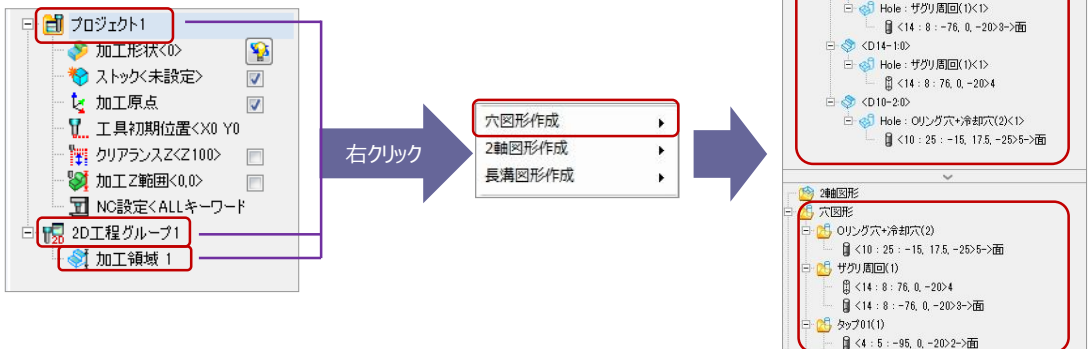 プロジェクト1
加工形状<0>
ストック<未設定>
加工原点
工具初期位置<X0 Y0
クリアランスZ<Z100>
加工Z範囲<0,0>
NC設定<ALLキーワード
2D工程グループ1
加工領域 1
右クリック
穴図形作成
2軸図形作成
長溝図形作成
Hole : ザグリ周回(1)<1>
<14 : 8 : -76, 0, -20>3->面
<D14-1:0>
Hole : ザグリ周回(1)<1>
<14 : 8 : 76, 0, -20>4
<D10-2:0>
Hole : Oリング穴+冷却穴(2)<1>
<10 : 25 : -15, 17.5, -25>5->面
2軸図形
穴図形
Oリング穴+冷却穴(2)
<10 : 25 : -15, 17.5, -25>5->面
ザグリ周回(1)
<14 : 8 : 76, 0, -20>4
<14 : 8 : -76, 0, -20>3->面
タップ01(1)
<4 : 5 : -95, 0, -20>2->面